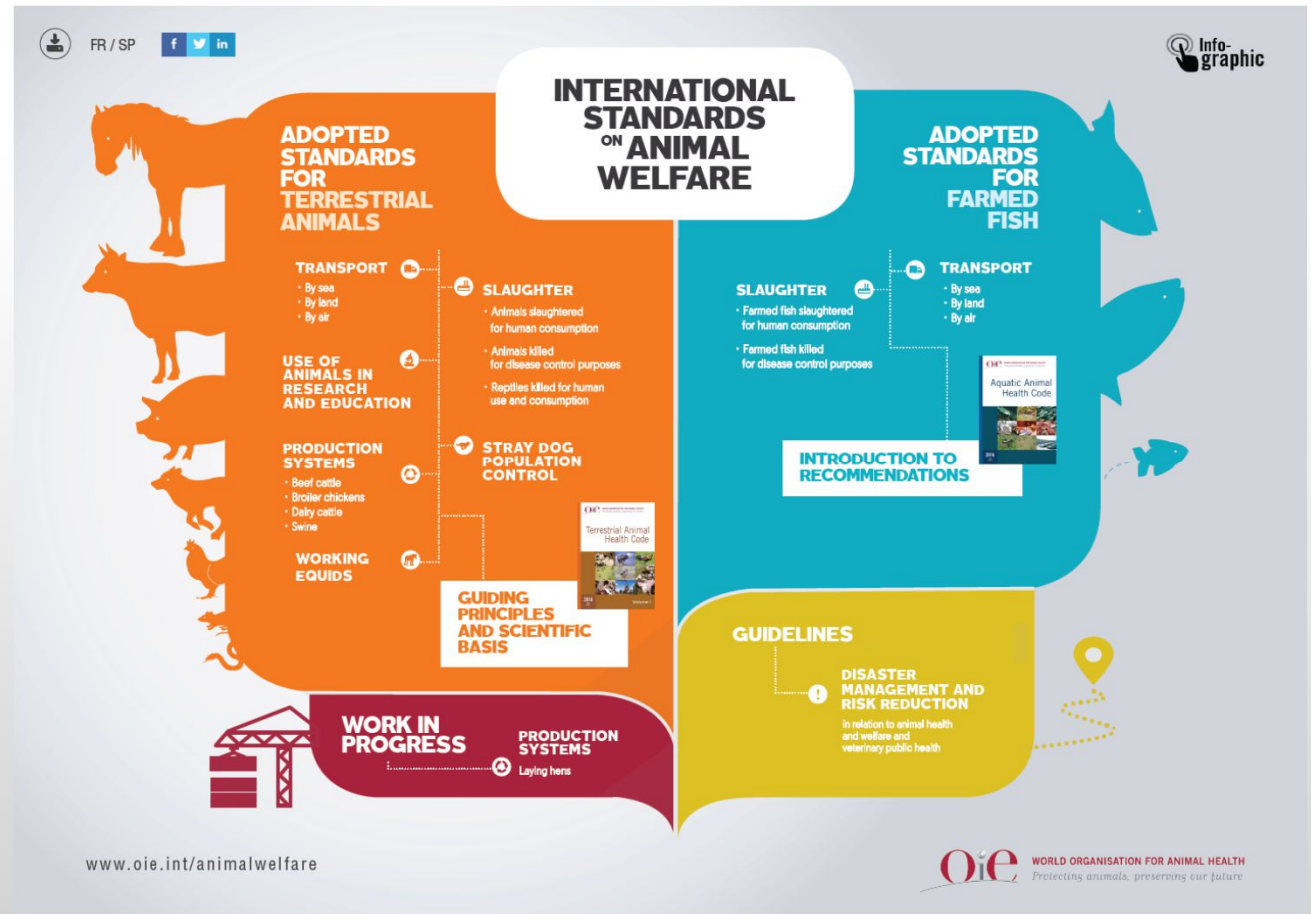 FR / SP
f
in
Info-
graphic
INTERNATIONAL
STANDARDS
ON ANIMAL
WELFARE
ADOPTED
STANDARDS
FOR
TERRESTRIAL
ANIMALS
TRANSPORT
• By sea
• By land
• By air
USE OF
ANIMALS IN
RESEARCH
AND EDUCATION
PRODUCTION
SYSTEMS
• Beef cattle
• Broiler chickens
• Dairy cattle
• Swine
WORKING
EQUIDS
SLAUGHTER
• Animals slaughtered
for human consumption
• Animals killed
for disease control purposes
• Reptiles killed for human
use and consumption
STRAY DOG
POPULATION
CONTROL
Oie
Terrestrial Animal
Health Code
GUIDING
PRINCIPLES
AND SCIENTIFIC
BASIS
ADOPTED
STANDARDS
FOR
FARMED
FISH
SLAUGHTER
• Farmed fish slaughtered
for human consumption
• Farmed fish killed
for disease control purposes
TRANSPORT
• By sea
• By land
• By air
Oie
Aquatic Animal
Health Code
INTRODUCTION TO
RECOMMENDATIONS
WORK IN
PROGRESS
PRODUCTION
SYSTEMS
Laying hens
GUIDELINES
DISASTER
MANAGEMENT AND
RISK REDUCTION
in relation to animal health
and welfare and
veterinary public health
www.oie.int/animalwelfare
Oie
WORLD ORGANISATION FOR ANIMAL HEALTH
Protecting animals, preserving our future